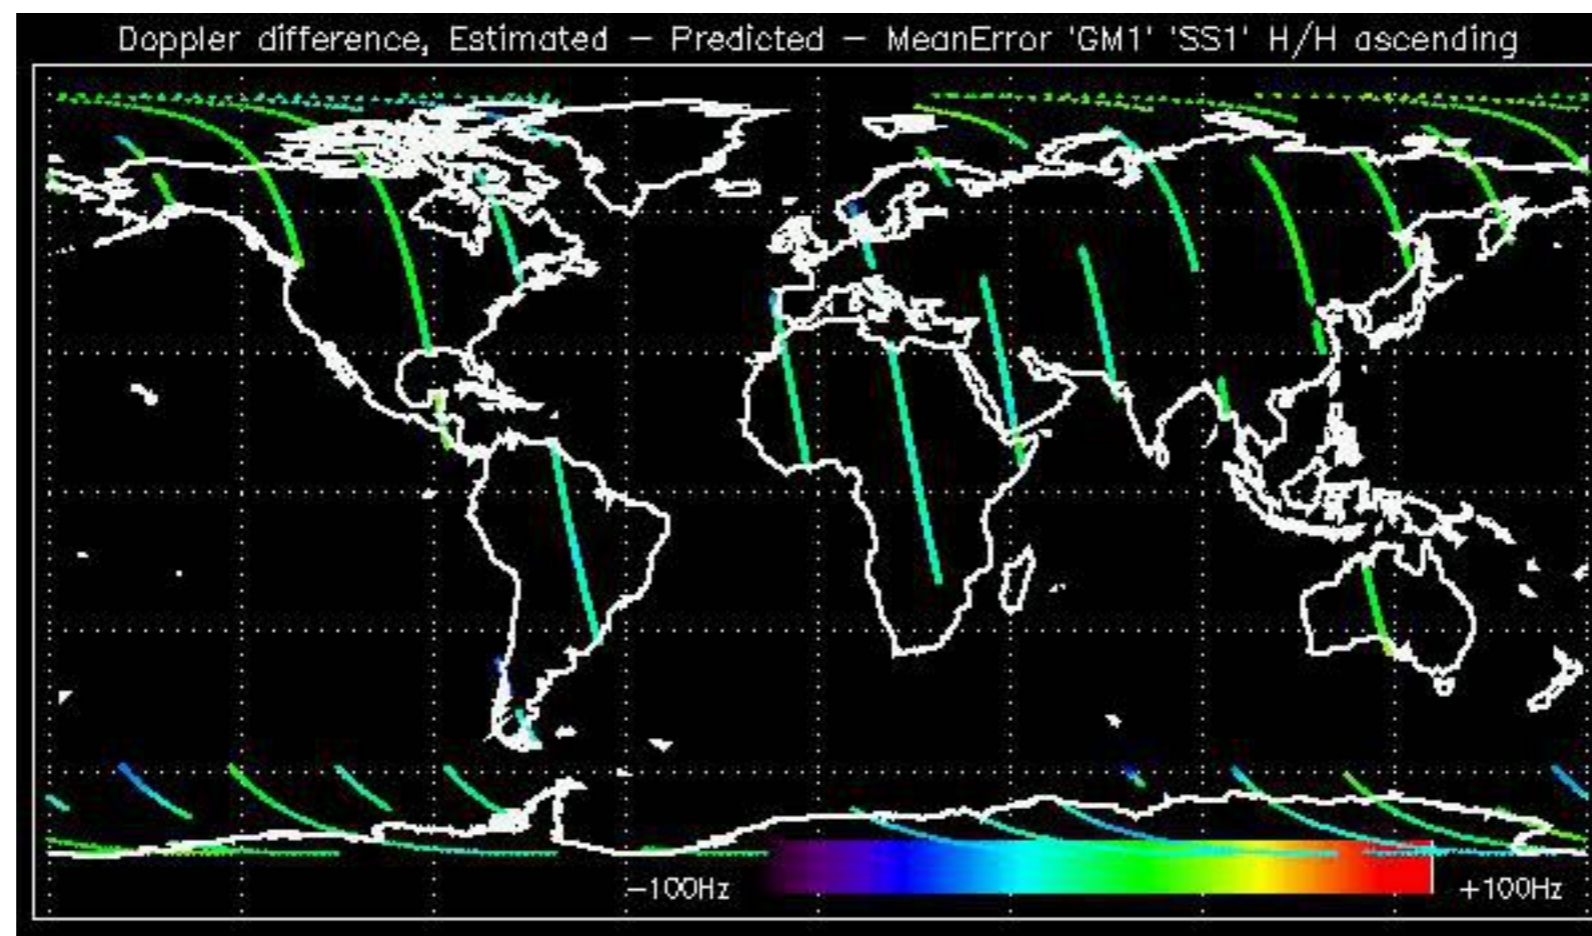 Doppler difference, Estimated — Predicted — MeanError 'GM1' 'SS1' H/H ascending
—100Hz +100Hz